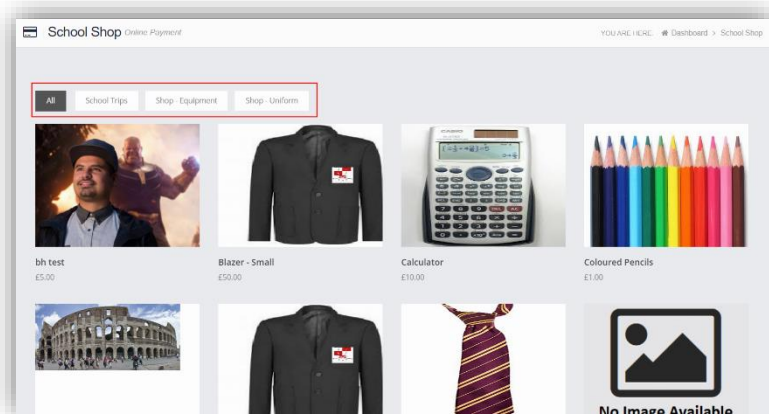 School Shop Online Payment
YOU ARE HERE: Dashboard > School Shop
All School Trips Shop - Equipment Shop - Uniform
CASIO
bh test Blazer - Small Calculator Coloured Pencils
£5.00 £50.00 £10.00 £1.00
No Image Available